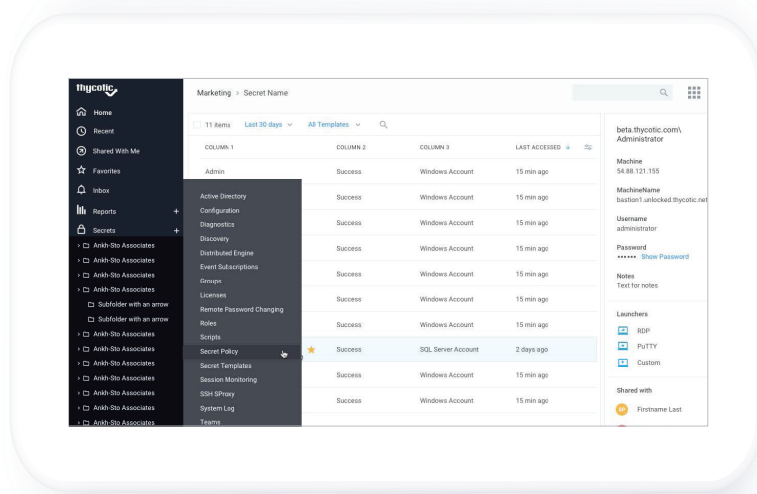 thycotic
Home
Recent
Shared With Me
Favorites
Inbox
Reports +
Secrets +
Ankh-Sto Associates
Ankh-Sto Associates
Ankh-Sto Associates
Ankh-Sto Associates
Subfolder with an arrow
Subfolder with an arrow
Ankh-Sto Associates
Ankh-Sto Associates
Ankh-Sto Associates
Ankh-Sto Associates
Ankh-Sto Associates
Ankh-Sto Associates
Ankh-Sto Associates
Active Directory
Configuration
Diagnostics
Discovery
Distributed Engine
Event Subscriptions
Groups
Licenses
Remote Password Changing
Roles
Scripts
Secret Policy
Secret Templates
Session Monitoring
SSH SProxy
System Log
Teams
Marketing > Secret Name
11 items Last 30 days All Templates
COLUMN 1 COLUMN 2 COLUMN 3 LAST ACCESSED
Admin Success Windows Account 15 min ago
Success Windows Account 15 min ago
Success Windows Account 15 min ago
Success Windows Account 15 min ago
Success Windows Account 15 min ago
Success Windows Account 15 min ago
Success Windows Account 15 min ago
Success SQL Server Account 2 days ago
Success Windows Account 15 min ago
Success Windows Account 15 min ago
beta.thycotic.com\
Administrator
Machine
54.88.121.155
MachineName
bastion1.unlocked.thycotic.net
Username
administrator
Password
•••••• Show Password
Notes
Text for notes
Launchers
RDP
PuTTY
Custom
Shared with
Firstname Last